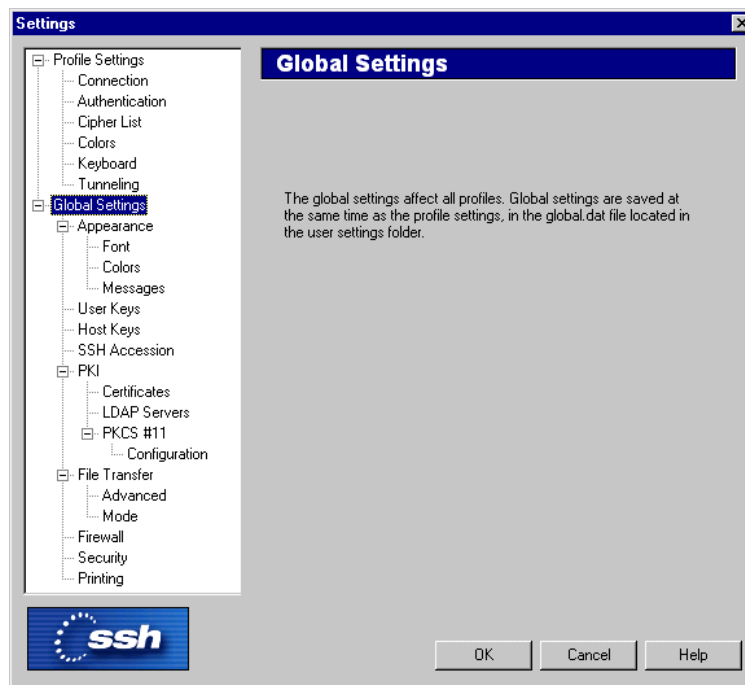 Settings
Profile Settings
Connection
Authentication
Cipher List
Colors
Keyboard
Tunneling
Global Settings
Appearance
Font
Colors
Messages
User Keys
Host Keys
SSH Accession
PKI
Certificates
LDAP Servers
PKCS #11
Configuration
File Transfer
Advanced
Mode
Firewall
Security
Printing
ssh
Global Settings
The global settings affect all profiles. Global settings are saved at
the same time as the profile settings, in the global.dat file located in
the user settings folder.
OK
Cancel
Help